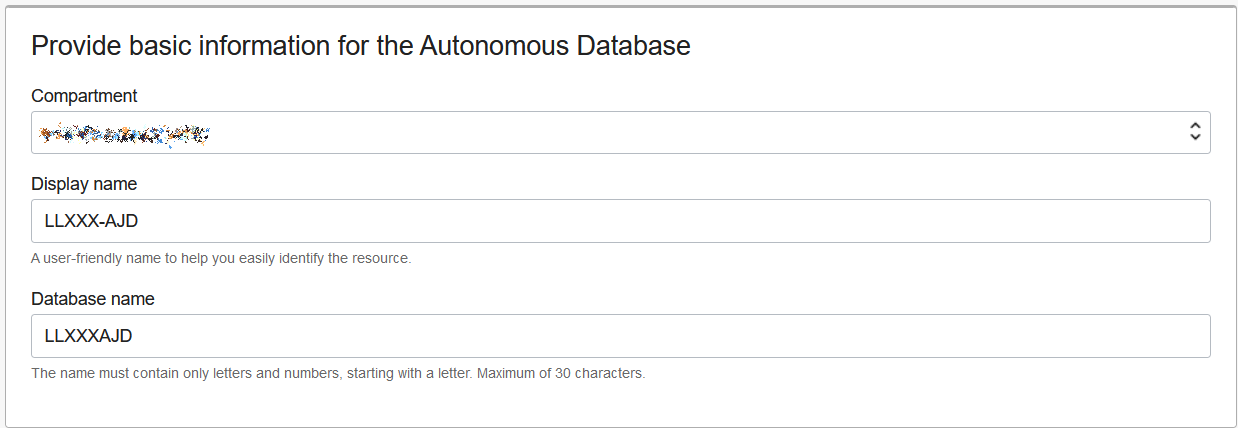 Provide basic information for the Autonomous Database
Compartment
Display name
LLXXX-AJD
A user-friendly name to help you easily identify the resource.
Database name
LLXXXAJD
The name must contain only letters and numbers, starting with a letter. Maximum of 30 characters.